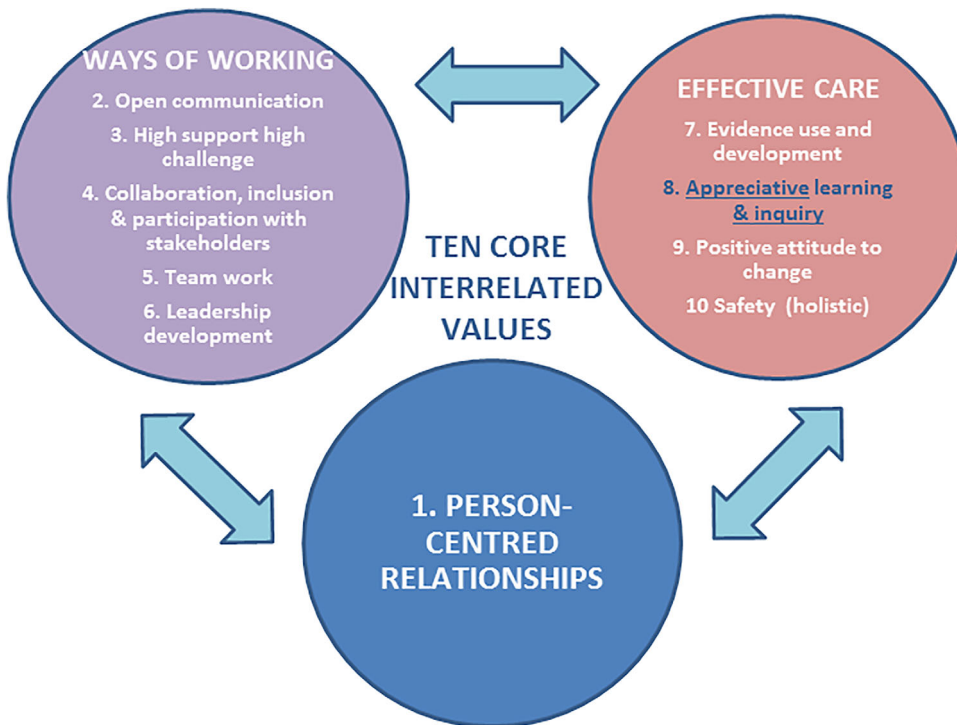 WAYS OF WORKING
2. Open communication
3. High support high
challenge
4. Collaboration, inclusion
& participation with
stakeholders
5. Team work
6. Leadership
development
EFFECTIVE CARE
7. Evidence use and
development
8. Appreciative learning
& inquiry
9. Positive attitude to
change
10 Safety (holistic)
TEN CORE
INTERRELATED
VALUES
1. PERSON-
CENTRED
RELATIONSHIPS